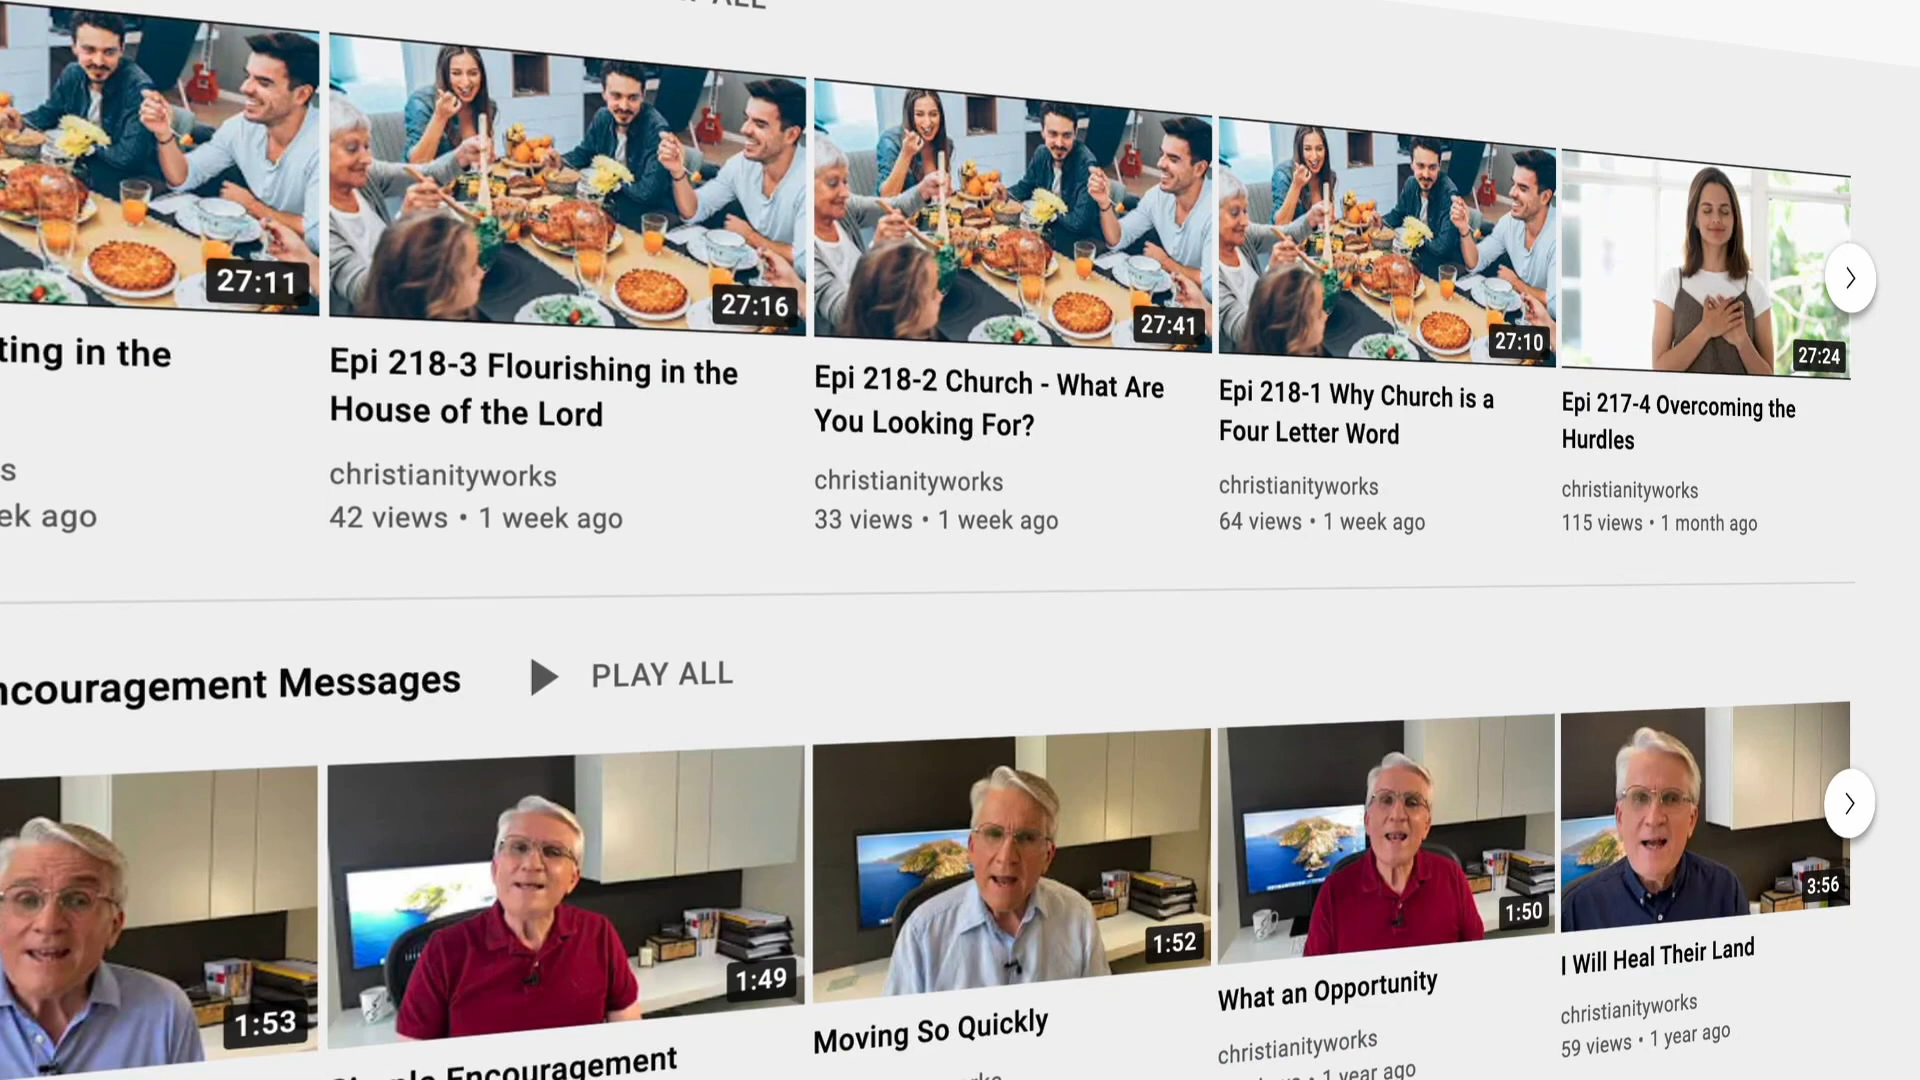 ALL
27:11
27:16
27:41
27:10
27:24
ting in the
Epi 218-3 Flourishing in the
House of the Lord
Epi 218-2 Church - What Are
You Looking For?
Epi 218-1 Why Church is a
Four Letter Word
Epi 217-4 Overcoming the
Hurdles
s
christianityworks
christianityworks
christianityworks
christianityworks
ek ago
42 views • 1 week ago
33 views • 1 week ago
64 views • 1 week ago
115 views • 1 month ago
ncouragement Messages
PLAY ALL
1:53
1:49
1:52
1:50
3:56
Encouragement
Moving So Quickly
What an Opportunity
christianityworks
1 year ago
I Will Heal Their Land
christianityworks
59 views • 1 year ago